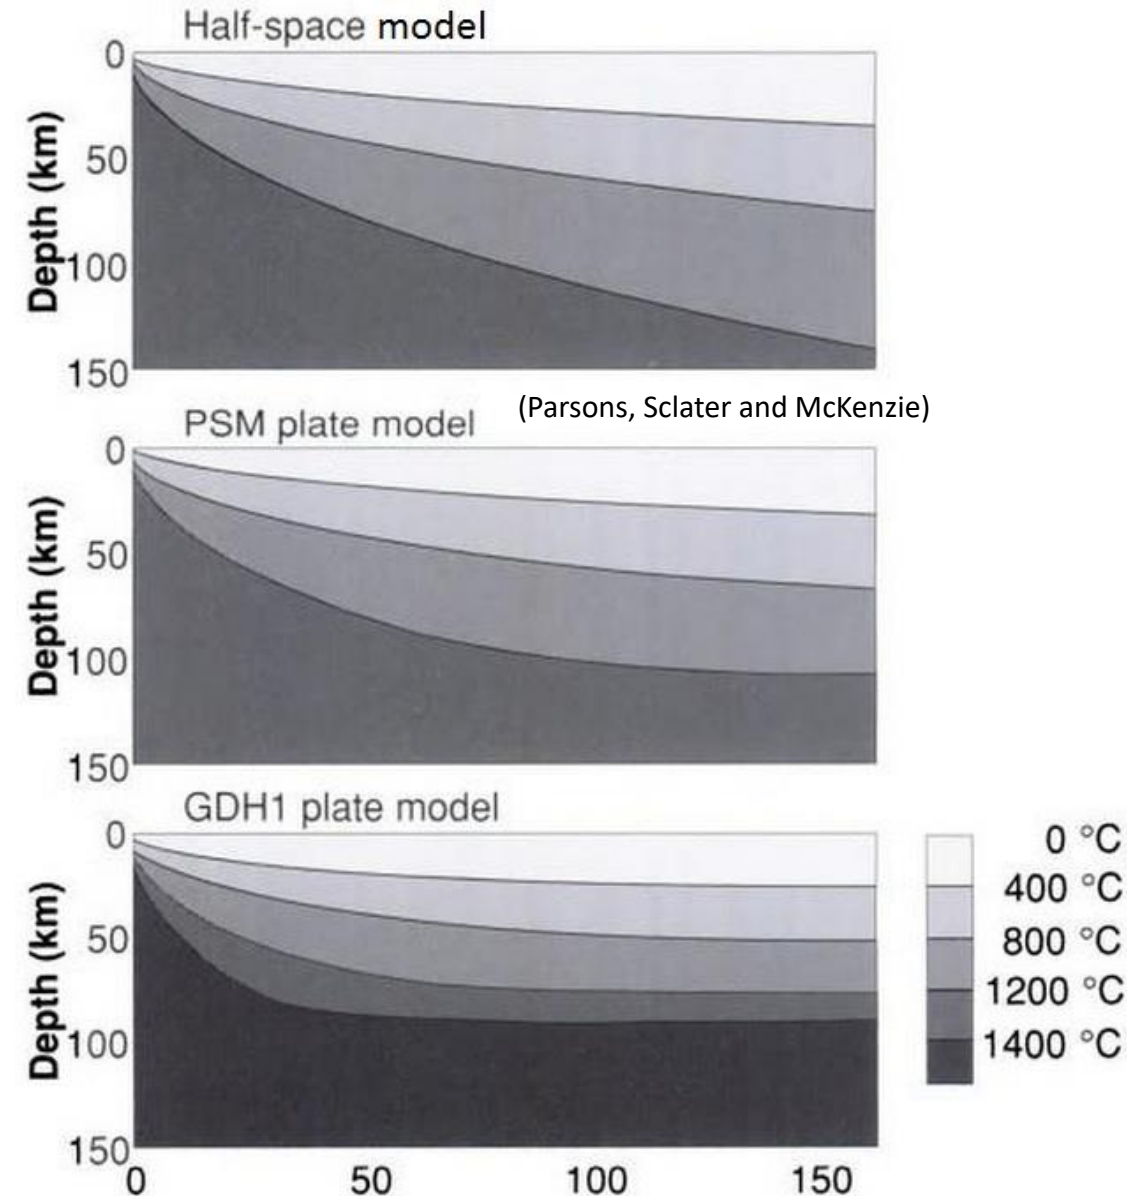 Half-space model
0
50
100
150
Depth (km)
(Parsons, Sclater and McKenzie)
PSM plate model
0
50
100
150
Depth (km)
GDH1 plate model
0
50
100
150
Depth (km)
0 50 100 150
0 °C
400 °C
800 °C
1200 °C
1400 °C